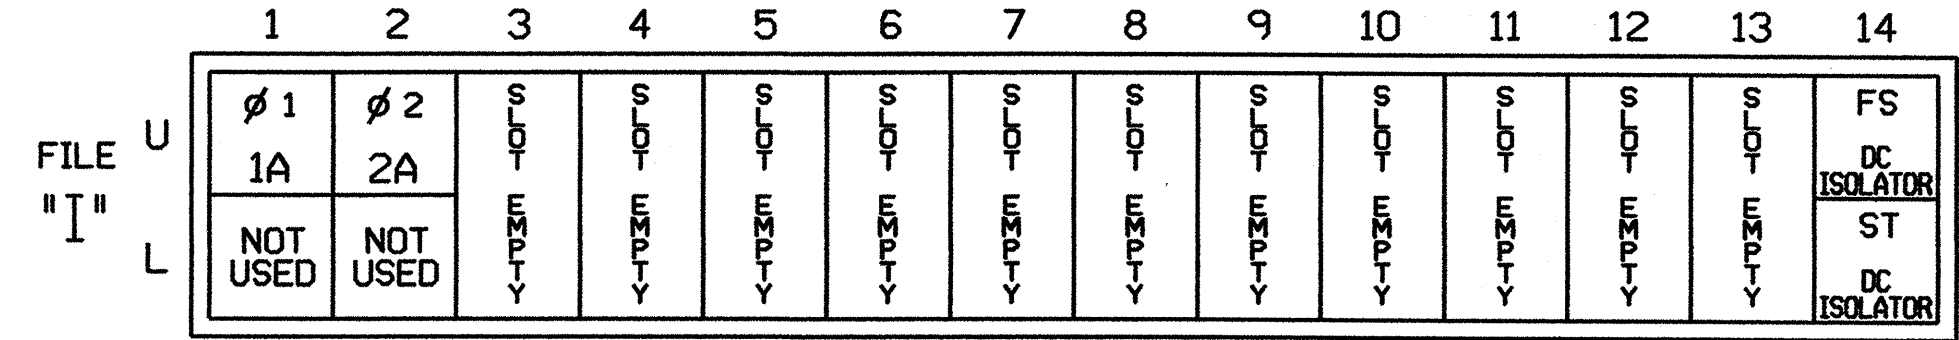 1 2 3 4 5 6 7 8 9 10 11 12 13 14
FILE
"I"
U
L
Ø 1
1A
NOT
USED
Ø 2
2A
NOT
USED
SLOT EMPTY
SLOT EMPTY
SLOT EMPTY
SLOT EMPTY
SLOT EMPTY
SLOT EMPTY
SLOT EMPTY
SLOT EMPTY
SLOT EMPTY
SLOT EMPTY
SLOT EMPTY
FS
DC
ISOLATOR
ST
DC
ISOLATOR